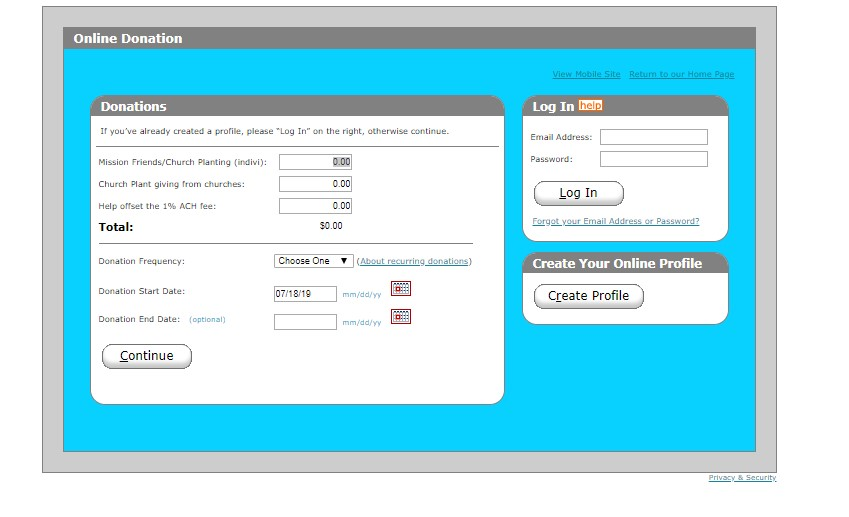 Online Donation
View Mobile Site Return to our Home Page
Donations
If you've already created a profile, please "Log In" on the right, otherwise continue.
Mission Friends/Church Planting (indivi): 0.00
Church Plant giving from churches: 0.00
Help offset the 1% ACH fee: 0.00
Total: $0.00
Donation Frequency: Choose One (About recurring donations)
Donation Start Date: 07/18/19 mm/dd/yy
Donation End Date: (optional) mm/dd/yy
Continue
Log In help
Email Address:
Password:
Log In
Forgot your Email Address or Password?
Create Your Online Profile
Create Profile
Privacy & Security